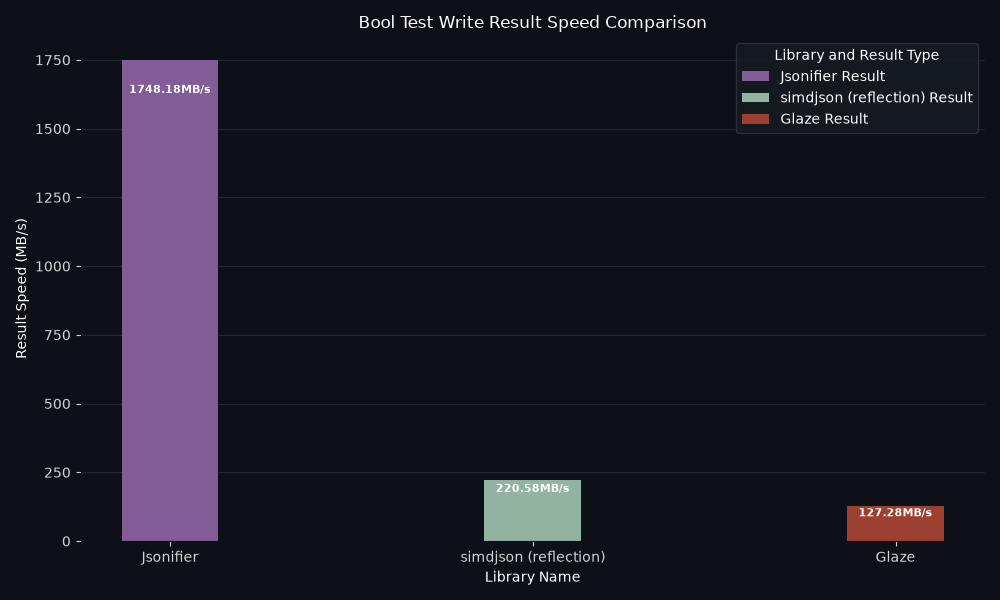 Bool Test Write Result Speed Comparison
Library and Result Type
Jsonifier Result
simdjson (reflection) Result
Glaze Result
Result Speed (MB/s)
1750
1500
1250
1000
750
500
250
0
1748.18MB/s
220.58MB/s
127.28MB/s
Jsonifier
simdjson (reflection)
Glaze
Library Name